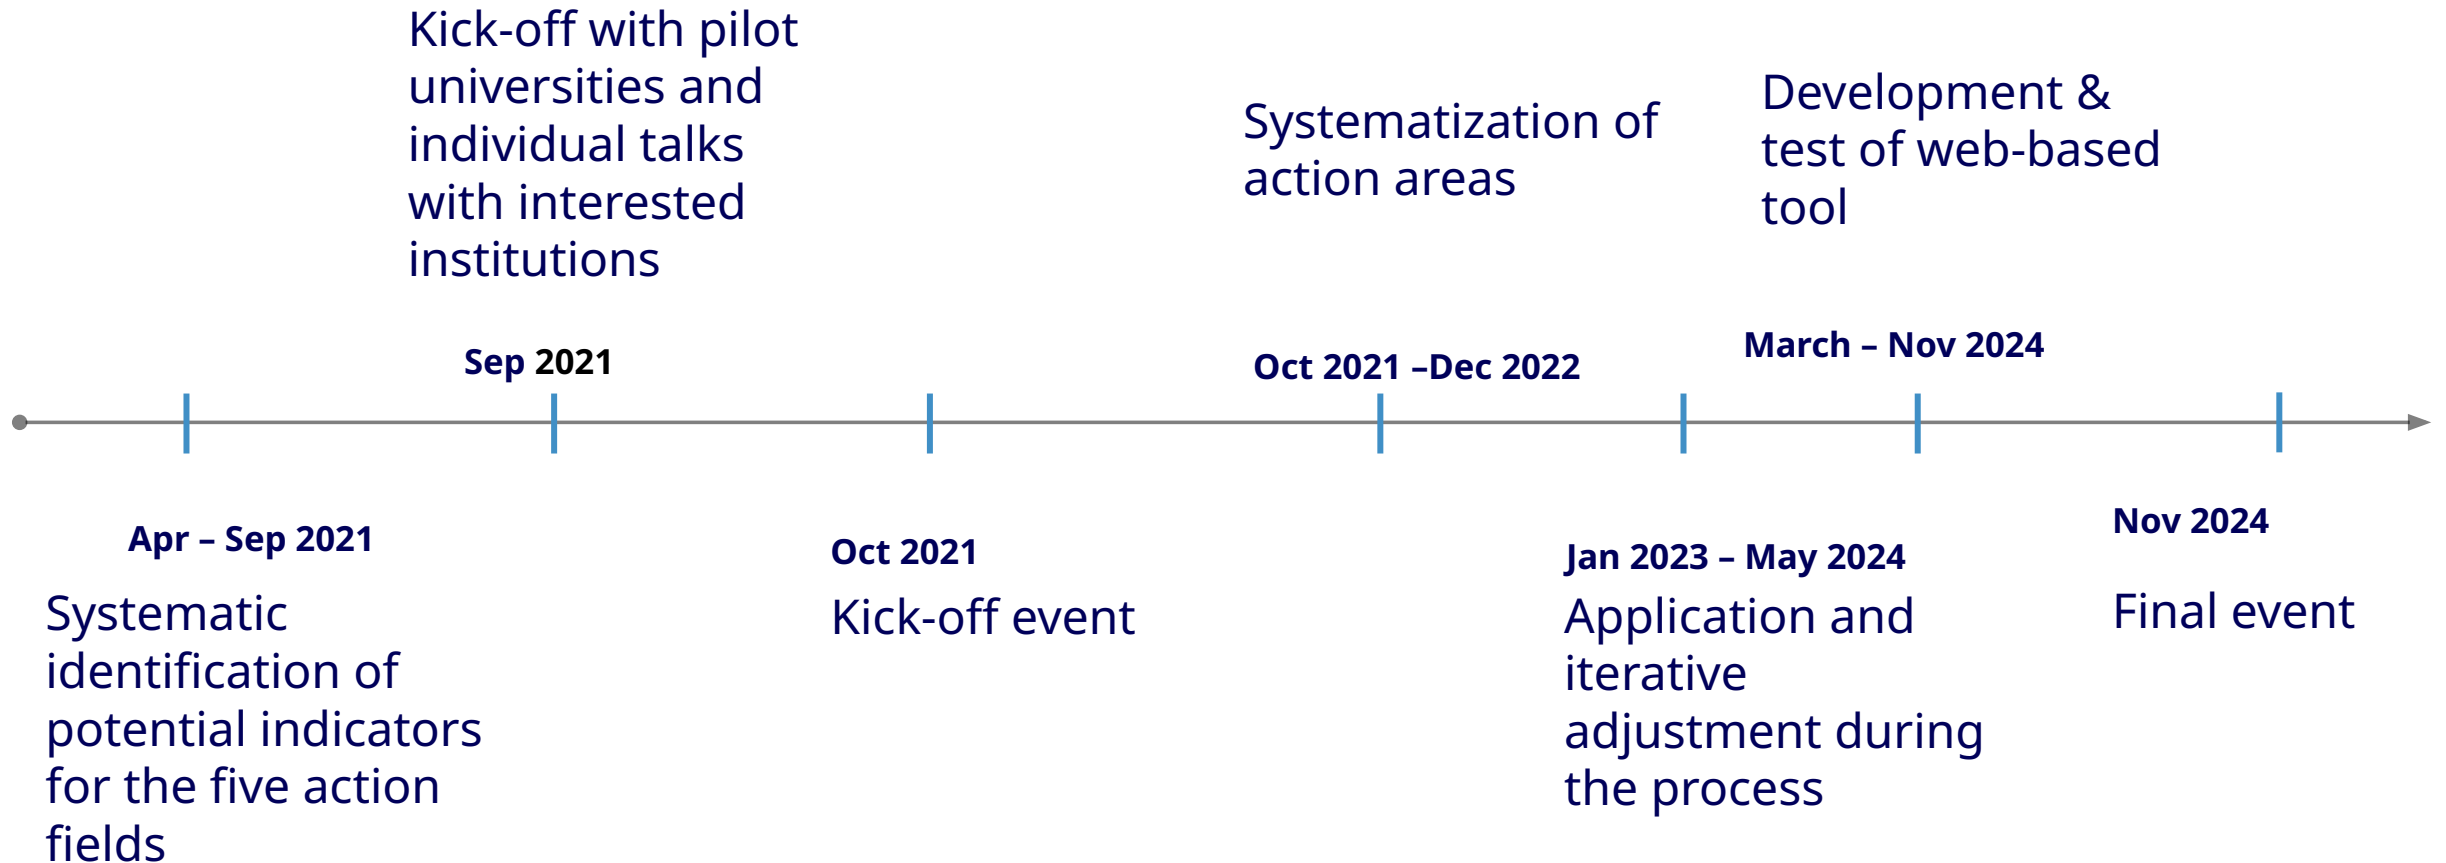 Kick-off with pilot
universities and
individual talks
with interested
institutions
Sep 2021
Systematization of
action areas
Oct 2021 –Dec 2022
Development &
test of web-based
tool
March – Nov 2024
Apr – Sep 2021
Systematic
identification of
potential indicators
for the five action
fields
Oct 2021
Kick-off event
Jan 2023 – May 2024
Application and
iterative
adjustment during
the process
Nov 2024
Final event